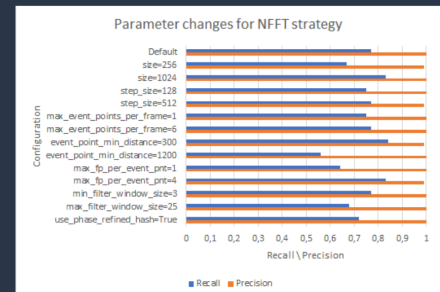 Parameter changes for NFFT strategy
Configuration
Default
size=256
size=1024
step_size=128
step_size=512
max_event_points_per_frame=1
max_event_points_per_frame=6
event_point_min_distance=300
event_point_min_distance=1200
max_fp_per_event_pnt=1
max_fp_per_event_pnt=4
min_filter_window_size=3
max_filter_window_size=25
use_phase_refined_hash=True
0 0,1 0,2 0,3 0,4 0,5 0,6 0,7 0,8 0,9 1
Recall \ Precision
Recall Precision